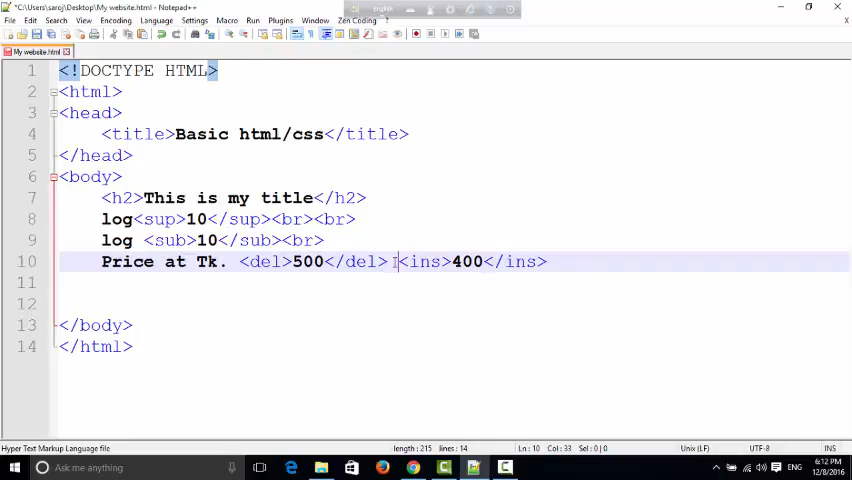 *C:\Users\saroj\Desktop\My website.html - Notepad++
English
File Edit Search View Encoding Language Settings Macro Run Plugins Window Zen Coding ?
X
My website.html
1 <!DOCTYPE HTML>
2 <html>
3 <head>
4 <title>Basic html/css</title>
5 </head>
6 <body>
7 <h2>This is my title</h2>
8 log<sup>10</sup><br><br>
9 log <sub>10</sub><br>
10 Price at Tk. <del>500</del> <ins>400</ins>
11
12
13 </body>
14 </html>
Hyper Text Markup Language file length : 215 lines : 14 Ln : 10 Col : 33 Sel : 0 | 0 Unix (LF) UTF-8 INS
Ask me anything ENG 6:12 PM
12/8/2016